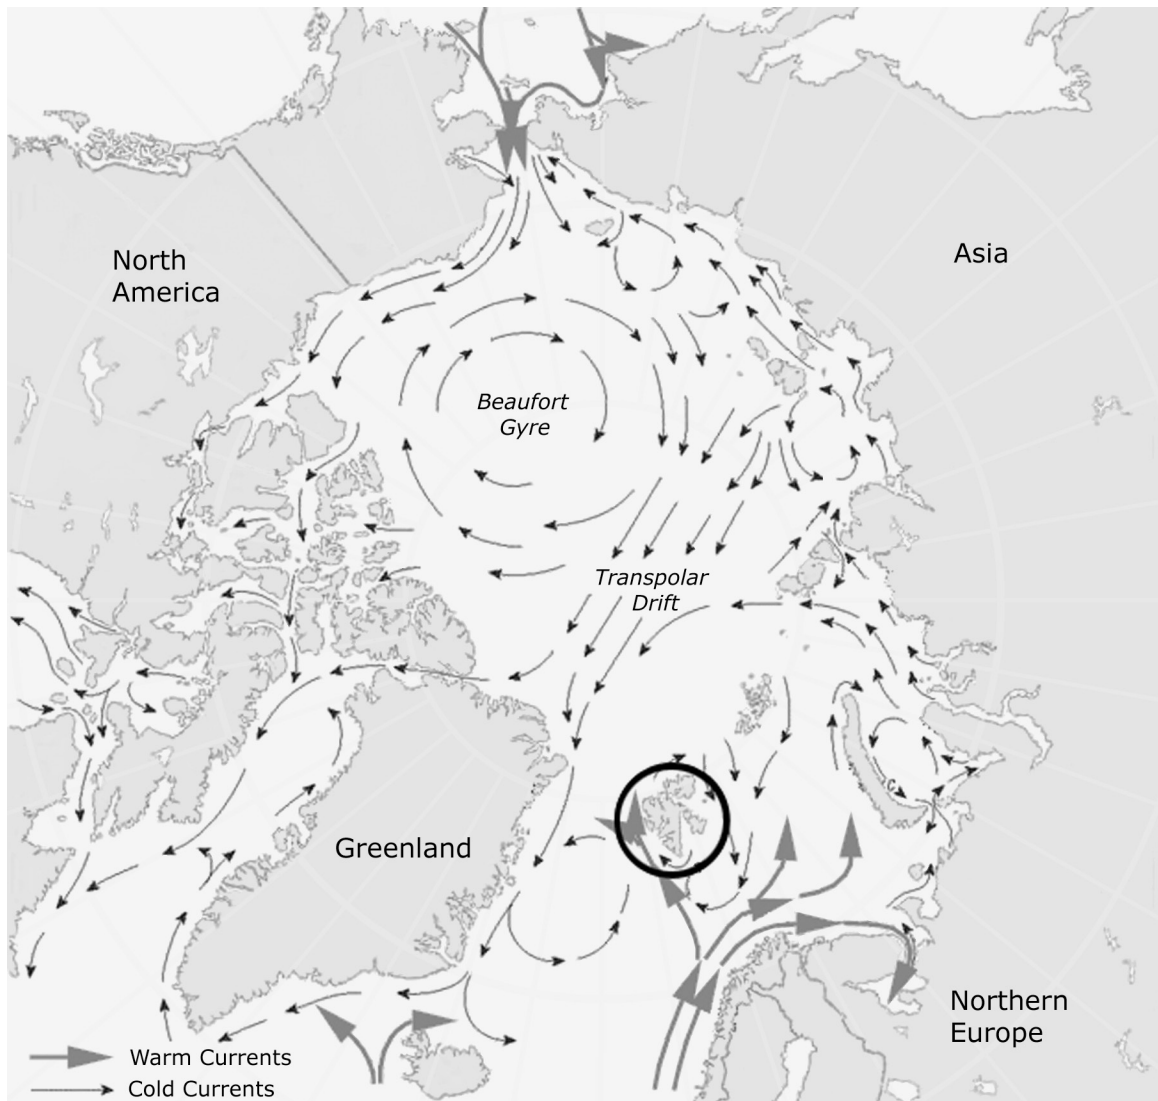 North
America
Asia
Beaufort
Gyre
Transpolar
Drift
Greenland
Northern
Europe
Warm Currents
Cold Currents